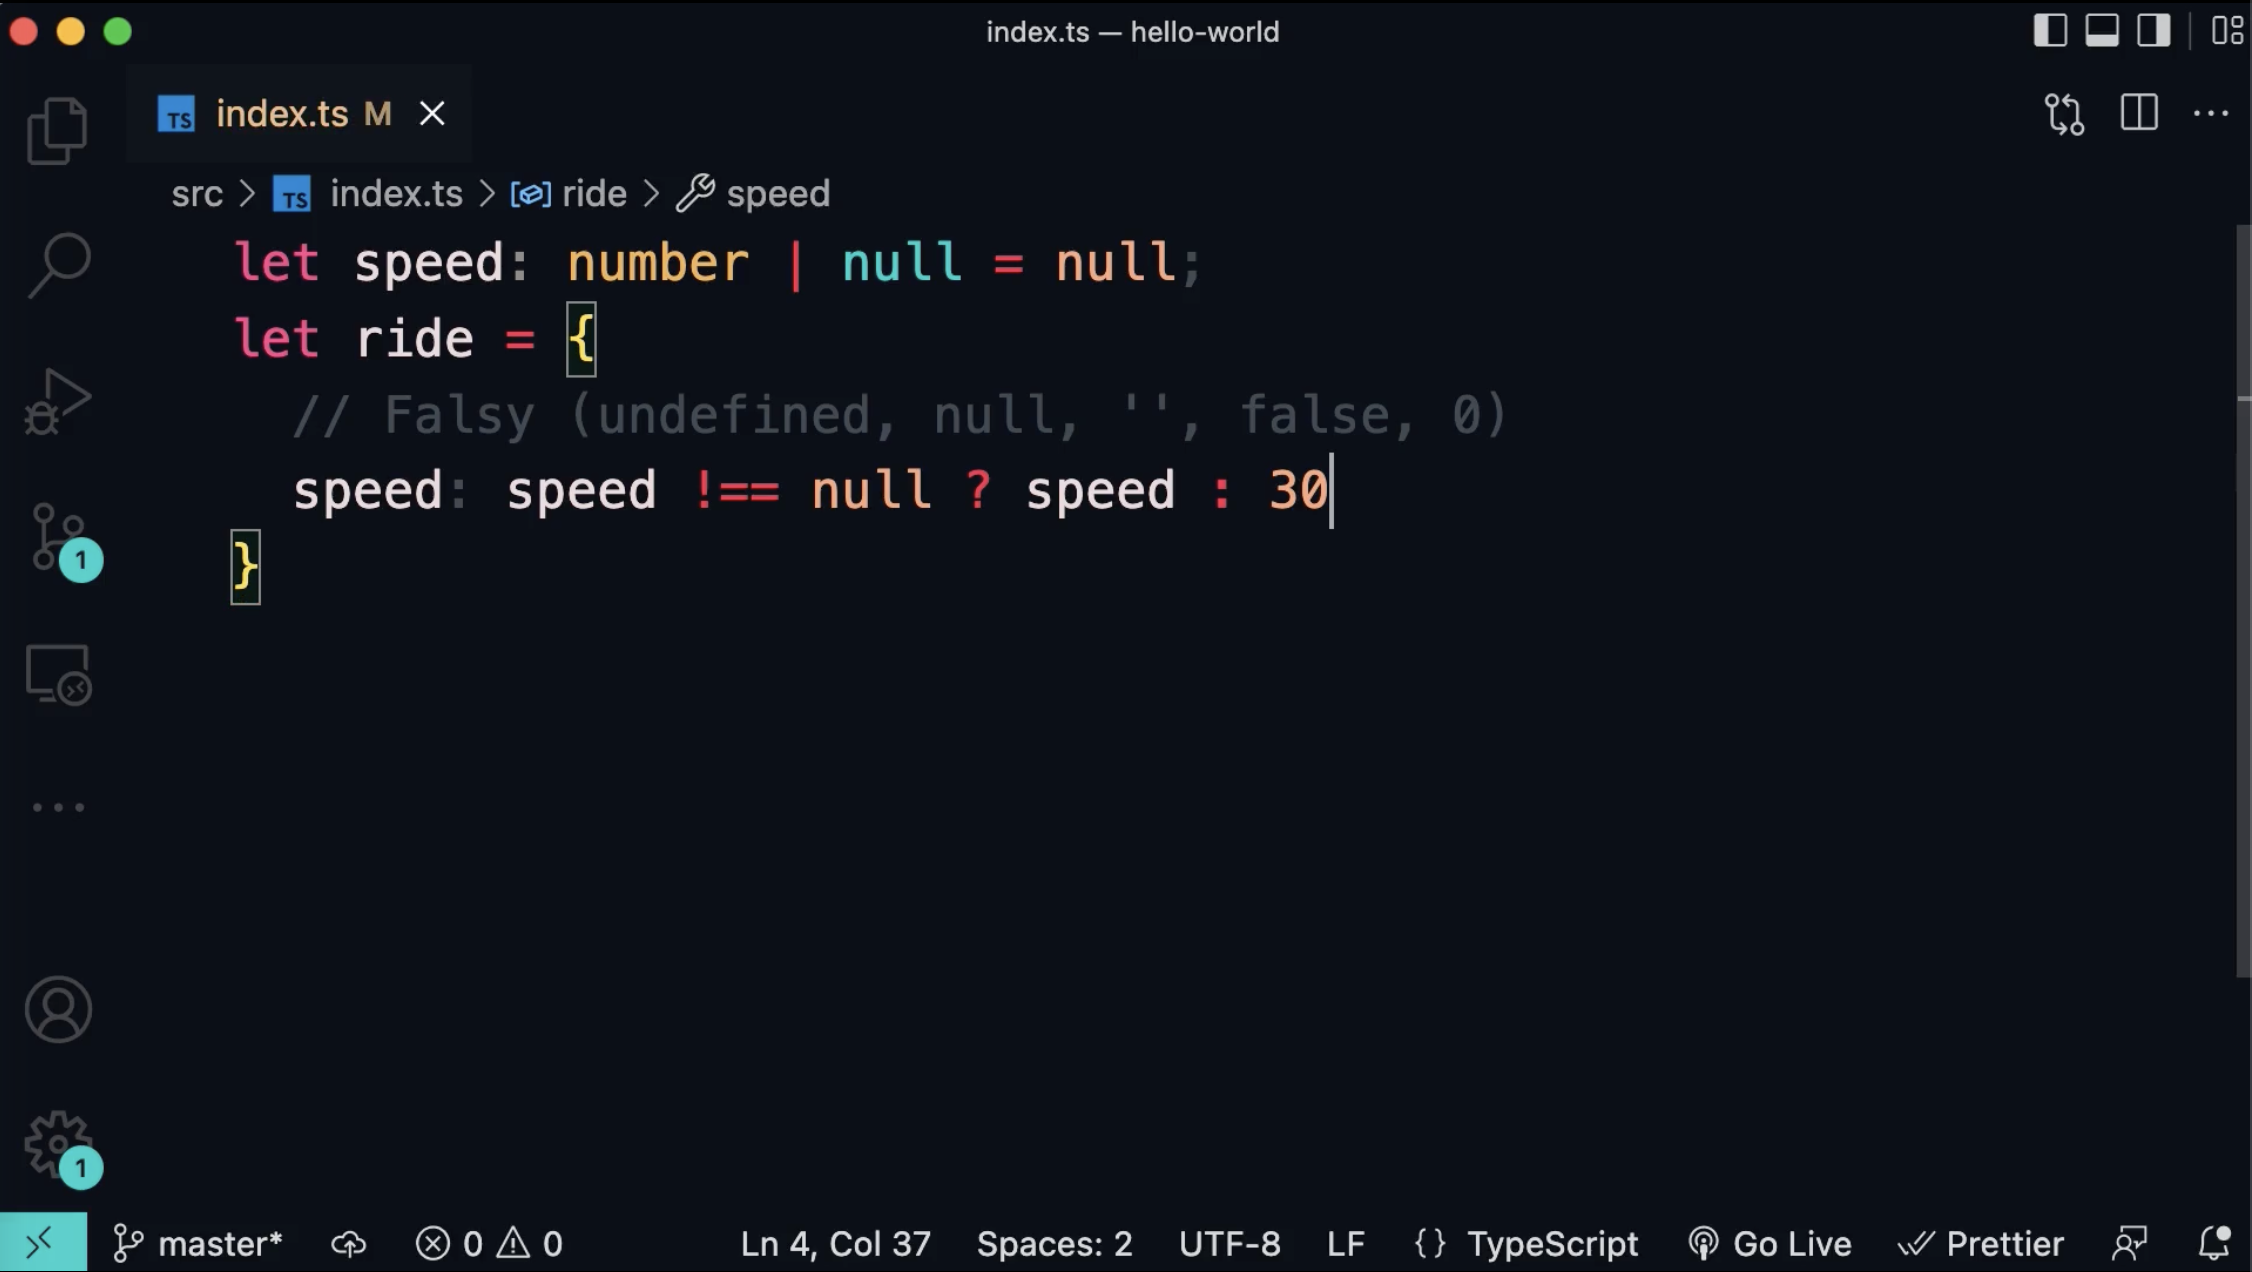 index.ts — hello-world
TS index.ts M
src > TS index.ts > ride > speed
let speed: number | null = null;
let ride = {
// Falsy (undefined, null, '', false, 0)
speed: speed !== null ? speed : 30
}
1
1
master* 0 0 Ln 4, Col 37 Spaces: 2 UTF-8 LF {} TypeScript Go Live Prettier